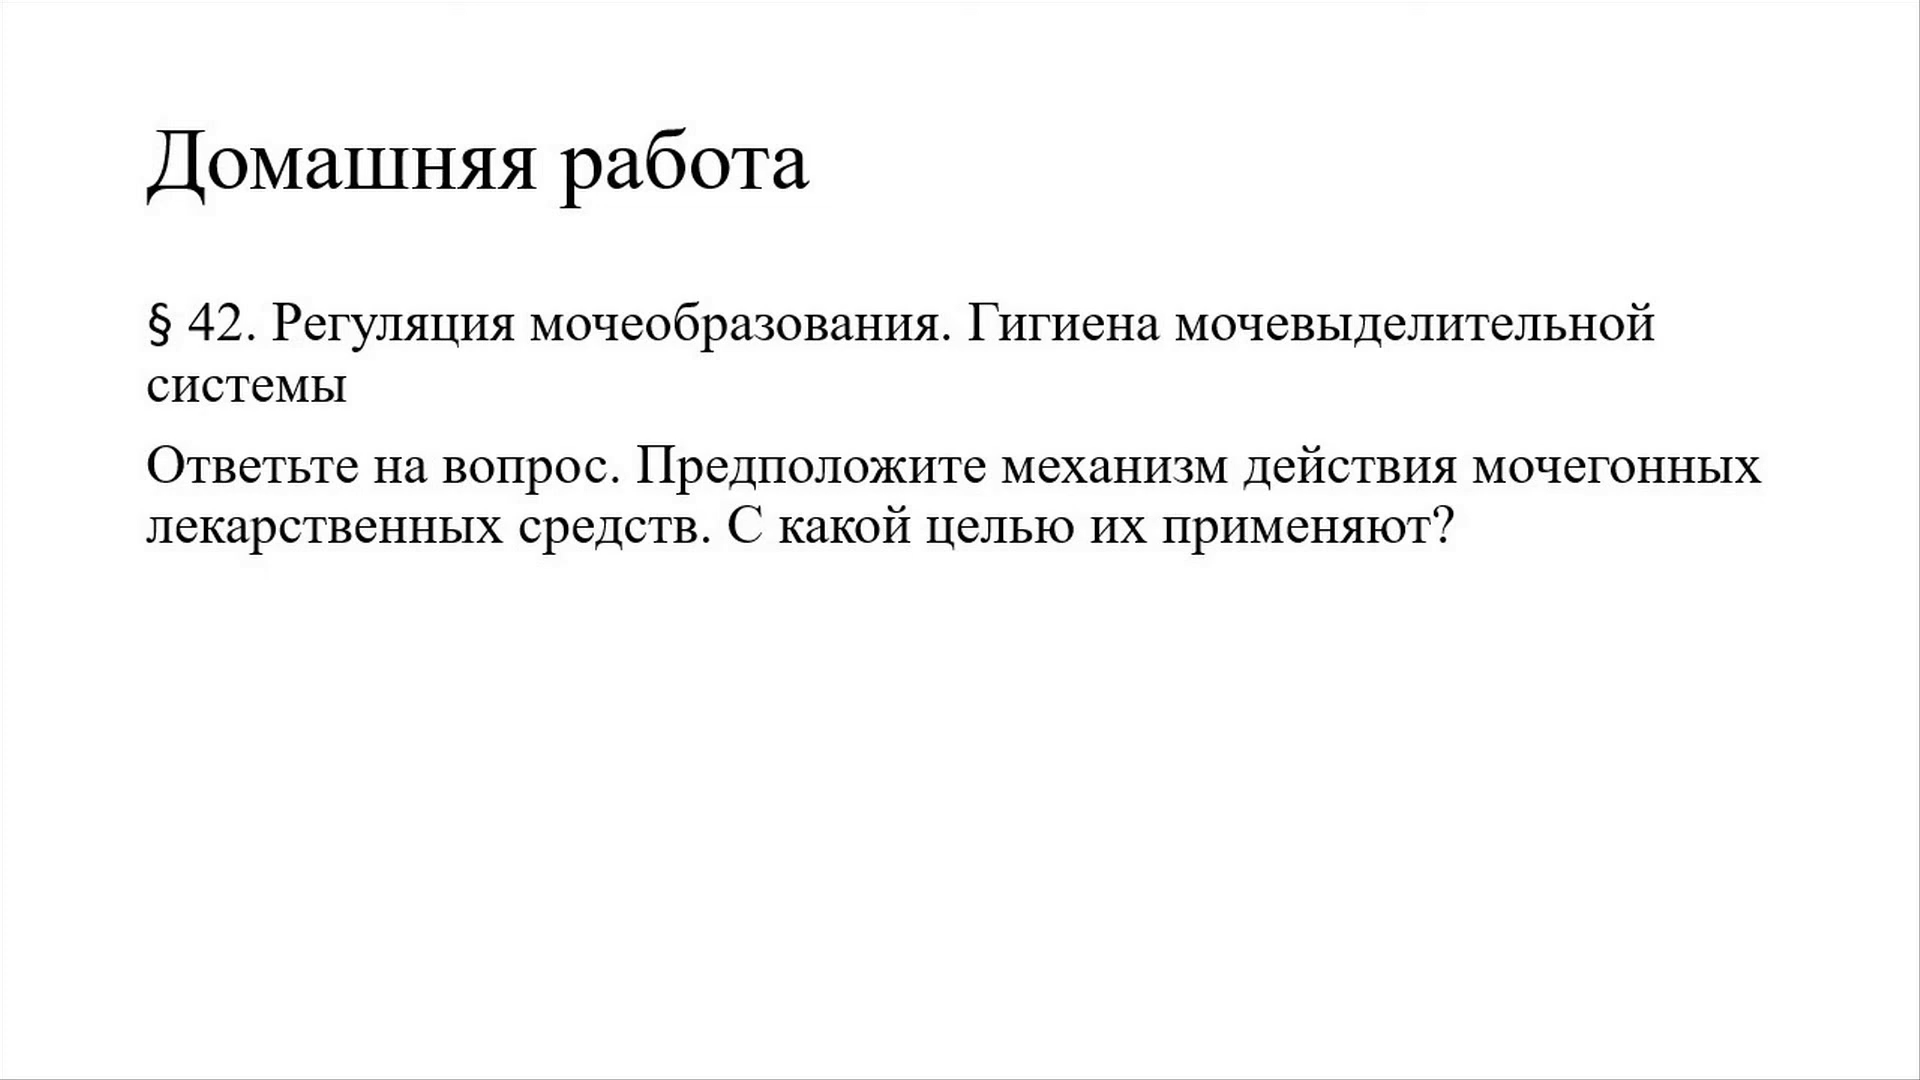 Домашняя работа
§ 42. Регуляция мочеобразования. Гигиена мочевыделительной
системы
Ответьте на вопрос. Предположите механизм действия мочегонных
лекарственных средств. С какой целью их применяют?